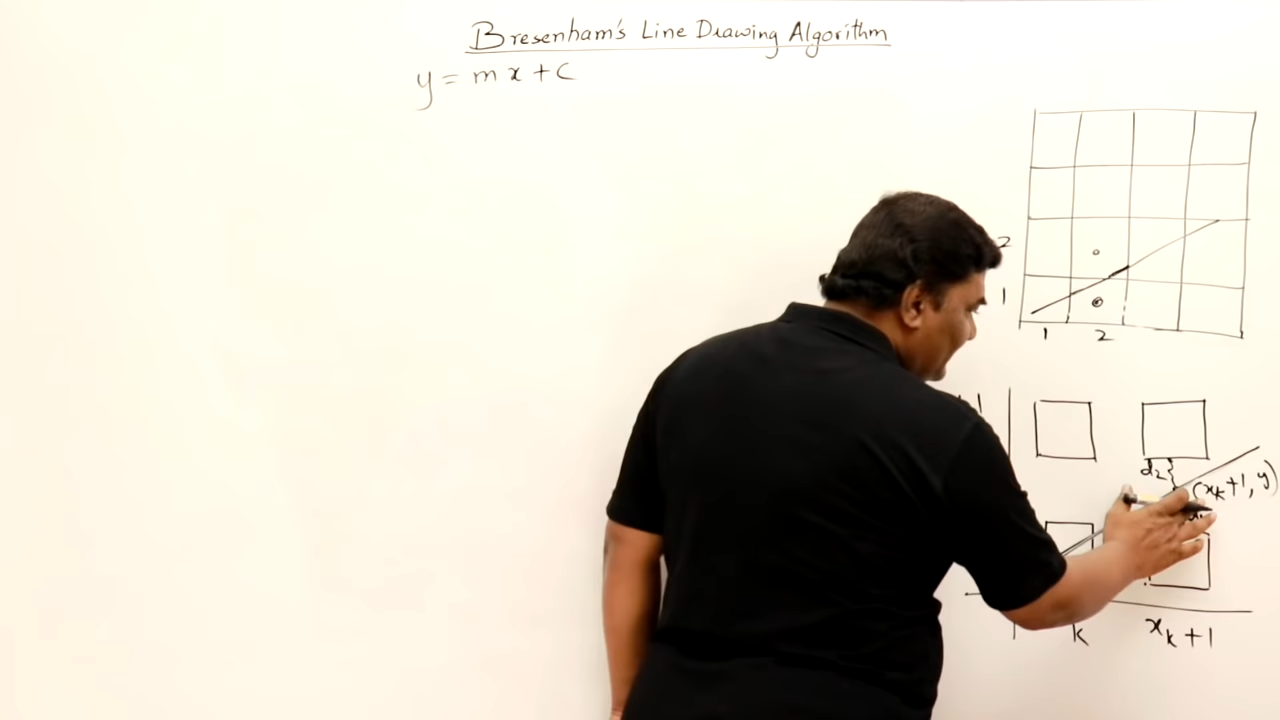 Bresenham's Line Drawing Algorithm
y = mx + c
2
1
1 2
d₂
(xₖ+1, y)
k xₖ+1